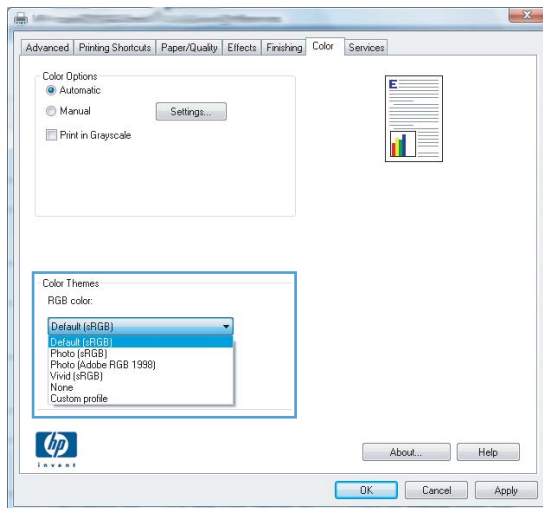 Advanced Printing Shortcuts Paper/Quality Effects Finishing Color Services
Color Options
Automatic
Manual
Settings...
Print in Grayscale
E
Color Themes
RGB color:
Default (sRGB)
Default (sRGB)
Photo (sRGB)
Photo (Adobe RGB 1998)
Vivid (sRGB)
None
Custom profile
hp
invent
About... Help
OK Cancel Apply